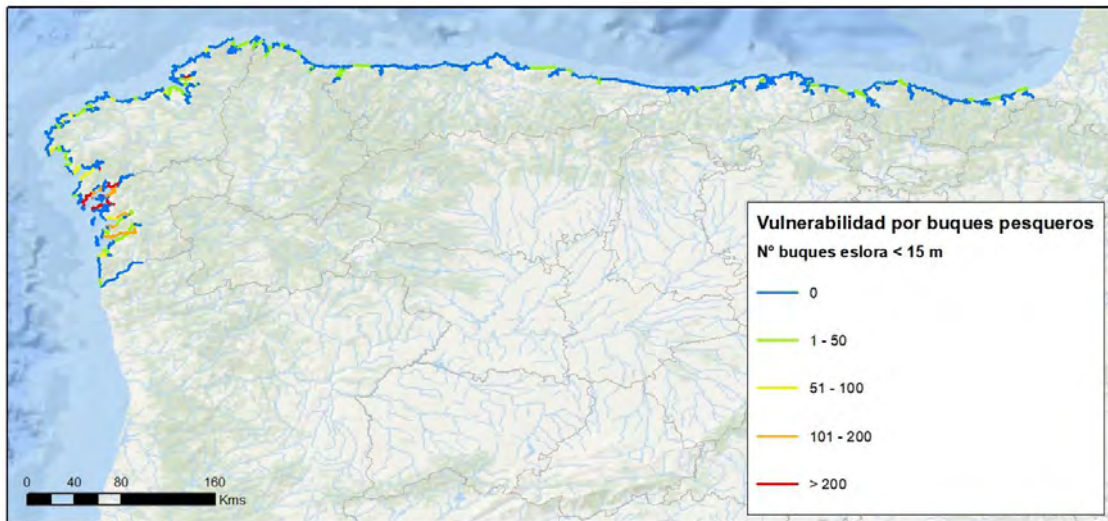 Vulnerabilidad por buques pesqueros
Nº buques eslora < 15 m
0
1 - 50
51 - 100
101 - 200
> 200
0 20 40 80 160
Kms